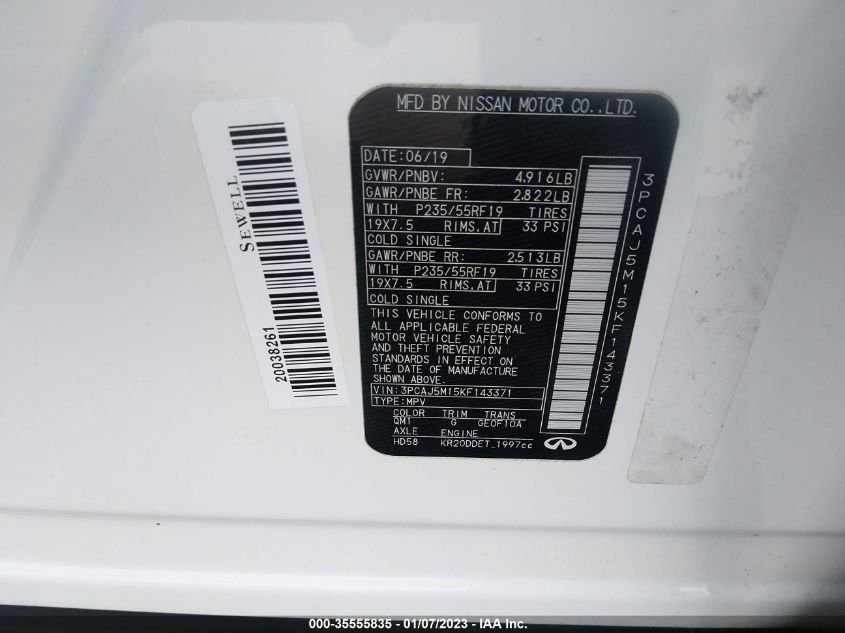 SEWELL
20038261
MFD BY NISSAN MOTOR CO.,LTD.
DATE:06/19
GVWR/PNBV: 4,916LB
GAWR/PNBE FR: 2,822LB
WITH P235/55RF19 TIRES
19X7.5 RIMS,AT 33 PSI
COLD SINGLE
GAWR/PNBE RR: 2,513LB
WITH P235/55RF19 TIRES
19X7.5 RIMS,AT 33 PSI
COLD SINGLE
THIS VEHICLE CONFORMS TO
ALL APPLICABLE FEDERAL
MOTOR VEHICLE SAFETY
AND THEFT PREVENTION
STANDARDS IN EFFECT ON
THE DATE OF MANUFACTURE
VIN:3PCAJ5M15KF143371
TYPE:MPV
COLOR TRIM TRANS
QM1 G GE0F10A
AXLE ENGINE
HD58 KR20DDET_1997cc
3PCAJ5M15KF143371
000-35555835 - 01/07/2023 - IAA Inc.